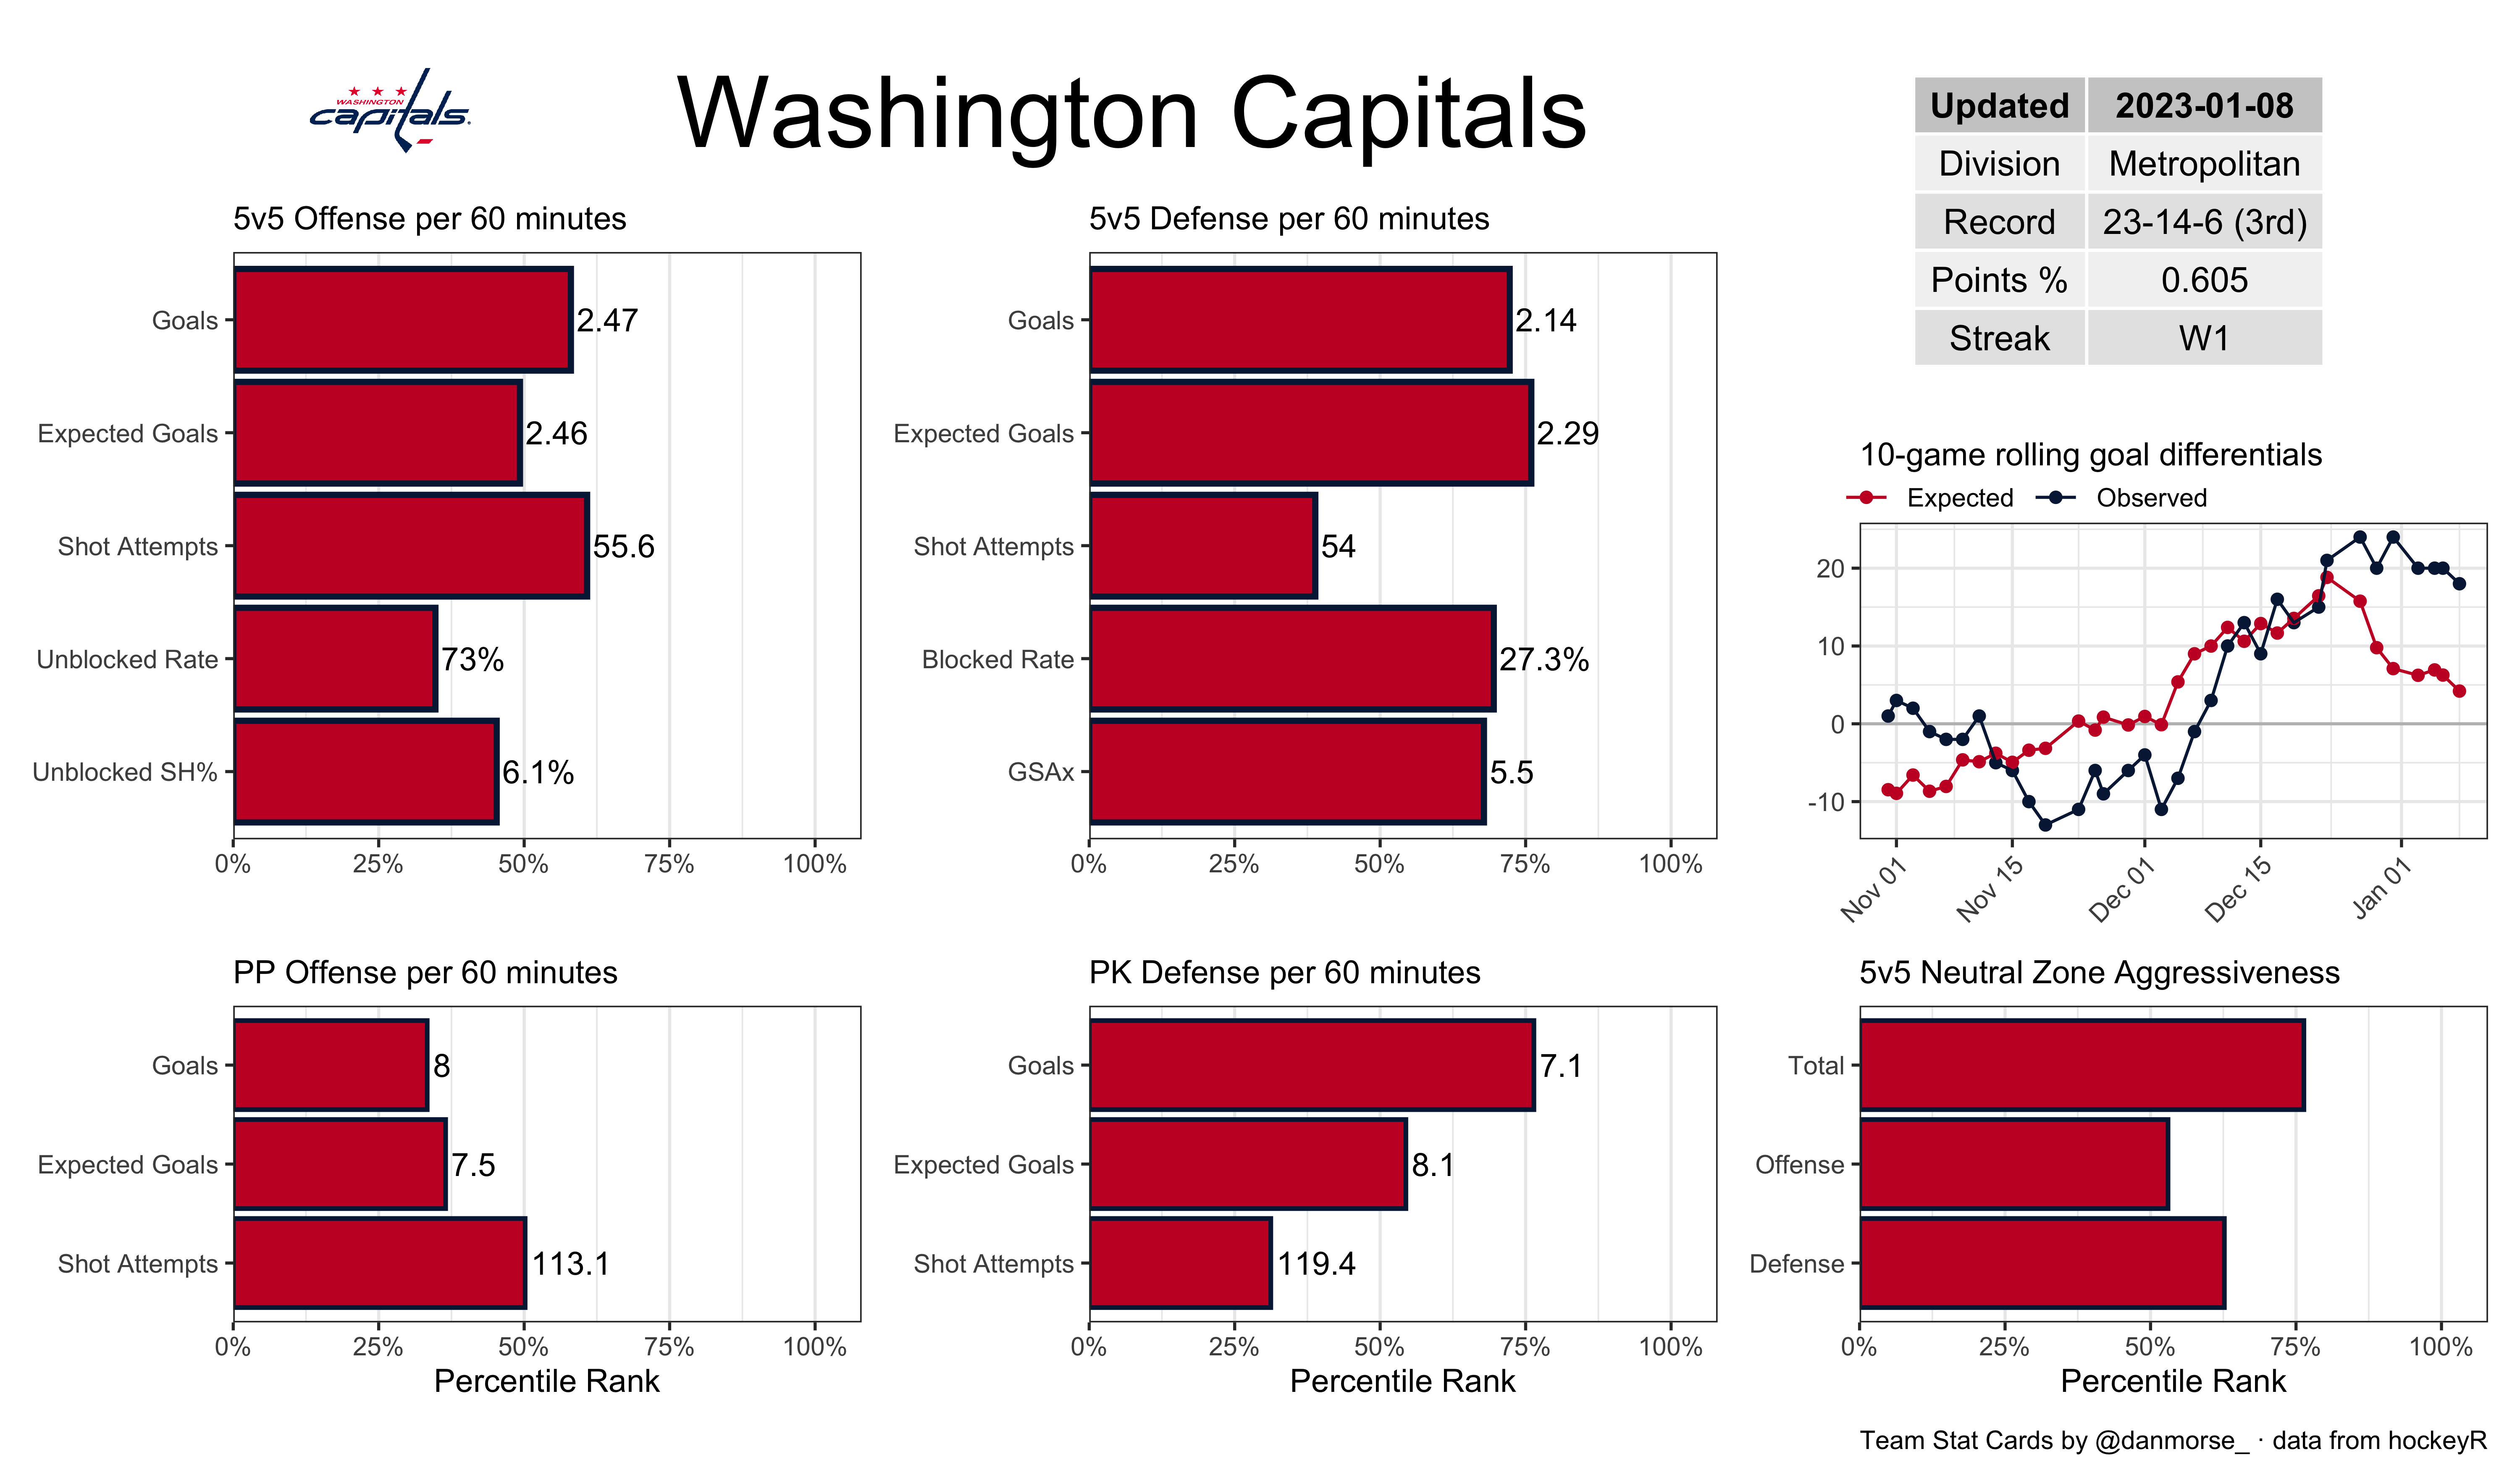 WASHINGTON
capitals.
Washington Capitals
Updated 2023-01-08
Division Metropolitan
Record 23-14-6 (3rd)
Points % 0.605
Streak W1
5v5 Offense per 60 minutes
Goals 2.47
Expected Goals 2.46
Shot Attempts 55.6
Unblocked Rate 73%
Unblocked SH% 6.1%
0% 25% 50% 75% 100%
5v5 Defense per 60 minutes
Goals 2.14
Expected Goals 2.29
Shot Attempts 54
Blocked Rate 27.3%
GSAx 5.5
0% 25% 50% 75% 100%
10-game rolling goal differentials
Expected Observed
20
10
0
-10
Nov 01 Nov 15 Dec 01 Dec 15 Jan 01
PP Offense per 60 minutes
Goals 8
Expected Goals 7.5
Shot Attempts 113.1
0% 25% 50% 75% 100%
Percentile Rank
PK Defense per 60 minutes
Goals 7.1
Expected Goals 8.1
Shot Attempts 119.4
0% 25% 50% 75% 100%
Percentile Rank
5v5 Neutral Zone Aggressiveness
Total
Offense
Defense
0% 25% 50% 75% 100%
Percentile Rank
Team Stat Cards by @danmorse_ · data from hockeyR